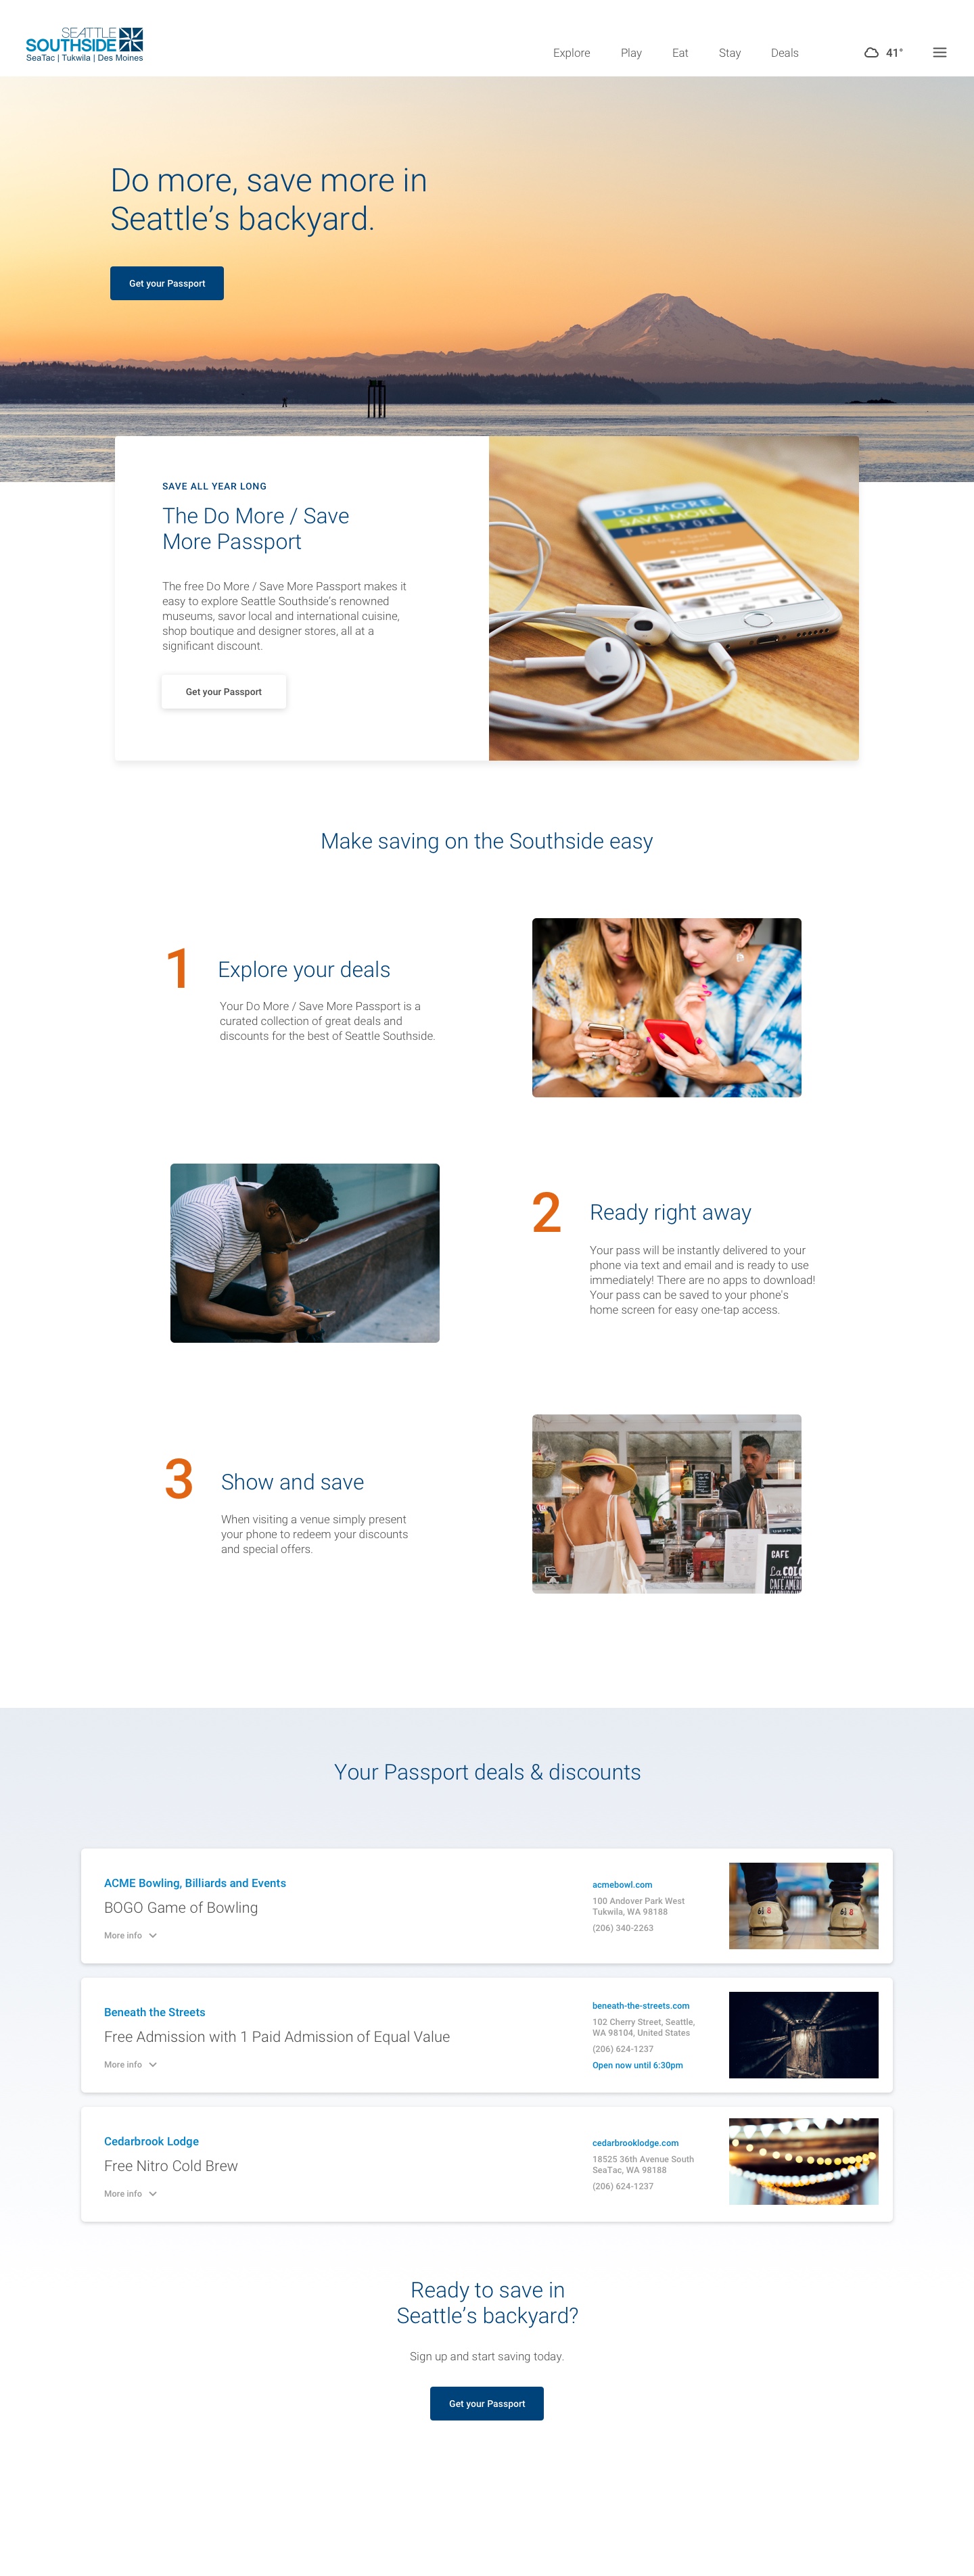 SEATTLE
SOUTHSIDE
SeaTac | Tukwila | Des Moines
Explore Play Eat Stay Deals 41°
Do more, save more in
Seattle’s backyard.
Get your Passport
SAVE ALL YEAR LONG
The Do More / Save
More Passport
The free Do More / Save More Passport makes it
easy to explore Seattle Southside's renowned
museums, savor local and international cuisine,
shop boutique and designer stores, all at a
significant discount.
Get your Passport
DO MORE
SAVE MORE
PASSPORT
Make saving on the Southside easy
1
Explore your deals
Your Do More / Save More Passport is a
curated collection of great deals and
discounts for the best of Seattle Southside.
2
Ready right away
Your pass will be instantly delivered to your
phone via text and email and is ready to use
immediately! There are no apps to download!
Your pass can be saved to your phone's
home screen for easy one-tap access.
3
Show and save
When visiting a venue simply present
your phone to redeem your discounts
and special offers.
CAFE
Your Passport deals & discounts
ACME Bowling, Billiards and Events
BOGO Game of Bowling
More info
acmebowl.com
100 Andover Park West
Tukwila, WA 98188
(206) 340-2263
Beneath the Streets
Free Admission with 1 Paid Admission of Equal Value
More info
beneath-the-streets.com
102 Cherry Street, Seattle,
WA 98104, United States
(206) 624-1237
Open now until 6:30pm
Cedarbrook Lodge
Free Nitro Cold Brew
More info
cedarbrooklodge.com
18525 36th Avenue South
SeaTac, WA 98188
(206) 624-1237
Ready to save in
Seattle’s backyard?
Sign up and start saving today.
Get your Passport